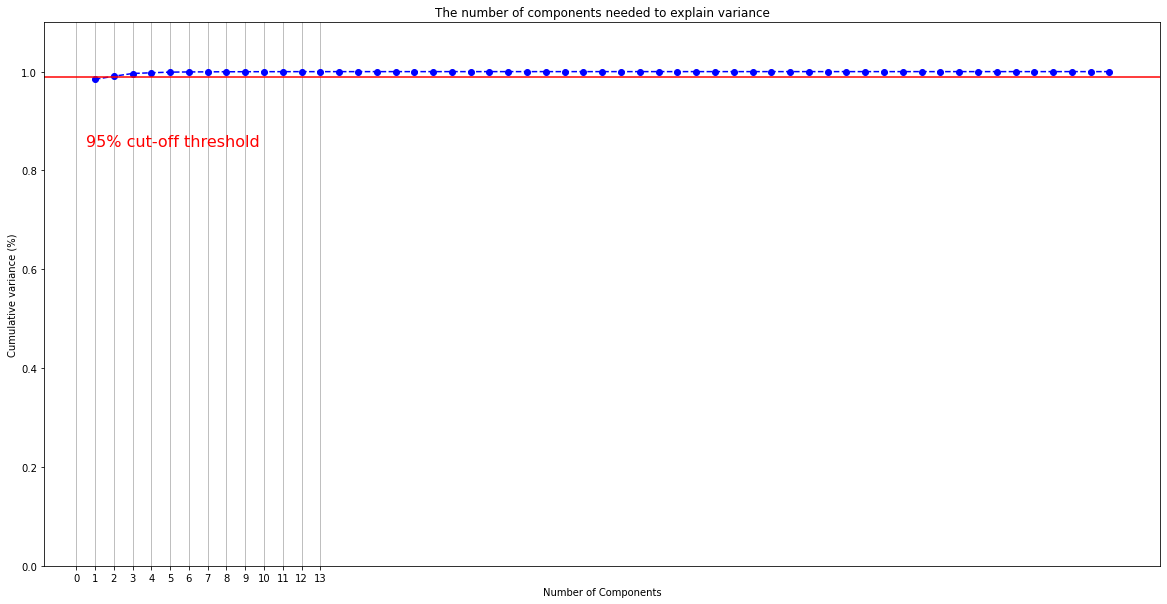 The number of components needed to explain variance
1.0
95% cut-off threshold
0.8
0.6
Cumulative variance (%)
0.4
0.2
0.0
0 1 2 3 4 5 6 7 8 9 10 11 12 13
Number of Components